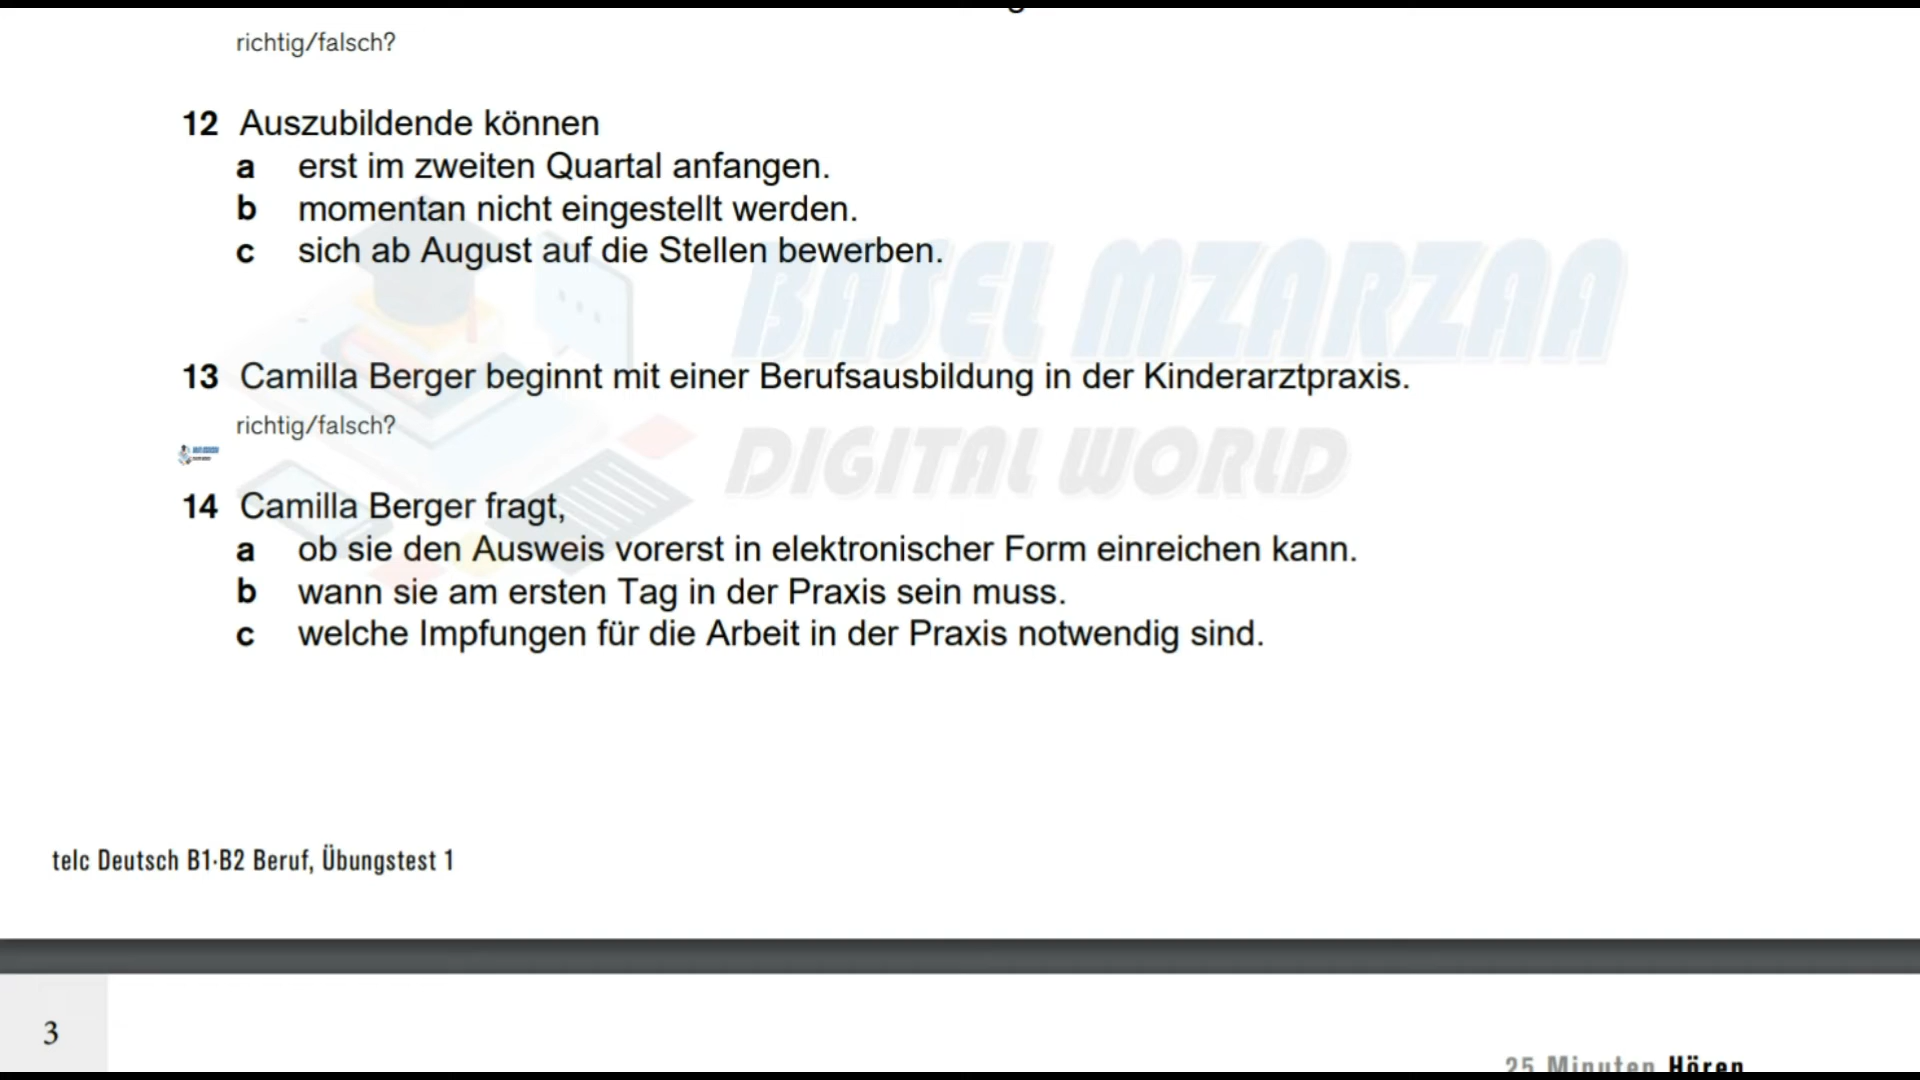 richtig/falsch?
12 Auszubildende können
a erst im zweiten Quartal anfangen.
b momentan nicht eingestellt werden.
c sich ab August auf die Stellen bewerben.
BASEL MZARZAA
13 Camilla Berger beginnt mit einer Berufsausbildung in der Kinderarztpraxis.
richtig/falsch?
DIGITAL WORLD
14 Camilla Berger fragt,
a ob sie den Ausweis vorerst in elektronischer Form einreichen kann.
b wann sie am ersten Tag in der Praxis sein muss.
c welche Impfungen für die Arbeit in der Praxis notwendig sind.
telc Deutsch B1·B2 Beruf, Übungstest 1
3
25 Minuten Hören